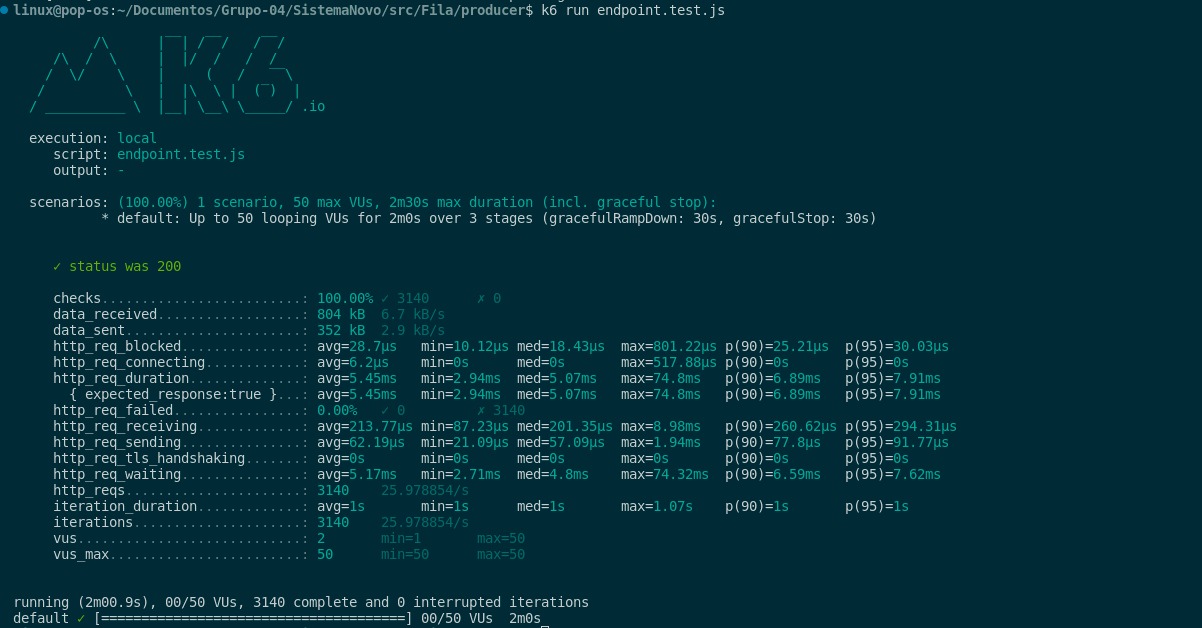 linux@pop-os:~/Documentos/Grupo-04/SistemaNovo/src/Fila/producer$ k6 run endpoint.test.js
.io
execution: local
script: endpoint.test.js
output: -
scenarios: (100.00%) 1 scenario, 50 max VUs, 2m30s max duration (incl. graceful stop):
* default: Up to 50 looping VUs for 2m0s over 3 stages (gracefulRampDown: 30s, gracefulStop: 30s)
✓ status was 200
checks.........................: 100.00% ✓ 3140 ✗ 0
data_received..................: 804 kB 6.7 kB/s
data_sent......................: 352 kB 2.9 kB/s
http_req_blocked...............: avg=28.7µs min=10.12µs med=18.43µs max=801.22µs p(90)=25.21µs p(95)=30.03µs
http_req_connecting............: avg=6.2µs min=0s med=0s max=517.88µs p(90)=0s p(95)=0s
http_req_duration..............: avg=5.45ms min=2.94ms med=5.07ms max=74.8ms p(90)=6.89ms p(95)=7.91ms
{ expected_response:true }...: avg=5.45ms min=2.94ms med=5.07ms max=74.8ms p(90)=6.89ms p(95)=7.91ms
http_req_failed................: 0.00% ✓ 0 ✗ 3140
http_req_receiving.............: avg=213.77µs min=87.23µs med=201.35µs max=8.98ms p(90)=260.62µs p(95)=294.31µs
http_req_sending...............: avg=62.19µs min=21.09µs med=57.09µs max=1.94ms p(90)=77.8µs p(95)=91.77µs
http_req_tls_handshaking.......: avg=0s min=0s med=0s max=0s p(90)=0s p(95)=0s
http_req_waiting...............: avg=5.17ms min=2.71ms med=4.8ms max=74.32ms p(90)=6.59ms p(95)=7.62ms
http_reqs......................: 3140 25.978854/s
iteration_duration.............: avg=1s min=1s med=1s max=1.07s p(90)=1s p(95)=1s
iterations.....................: 3140 25.978854/s
vus............................: 2 min=1 max=50
vus_max........................: 50 min=50 max=50
running (2m00.9s), 00/50 VUs, 3140 complete and 0 interrupted iterations
default ✓ [======================================] 00/50 VUs 2m0s